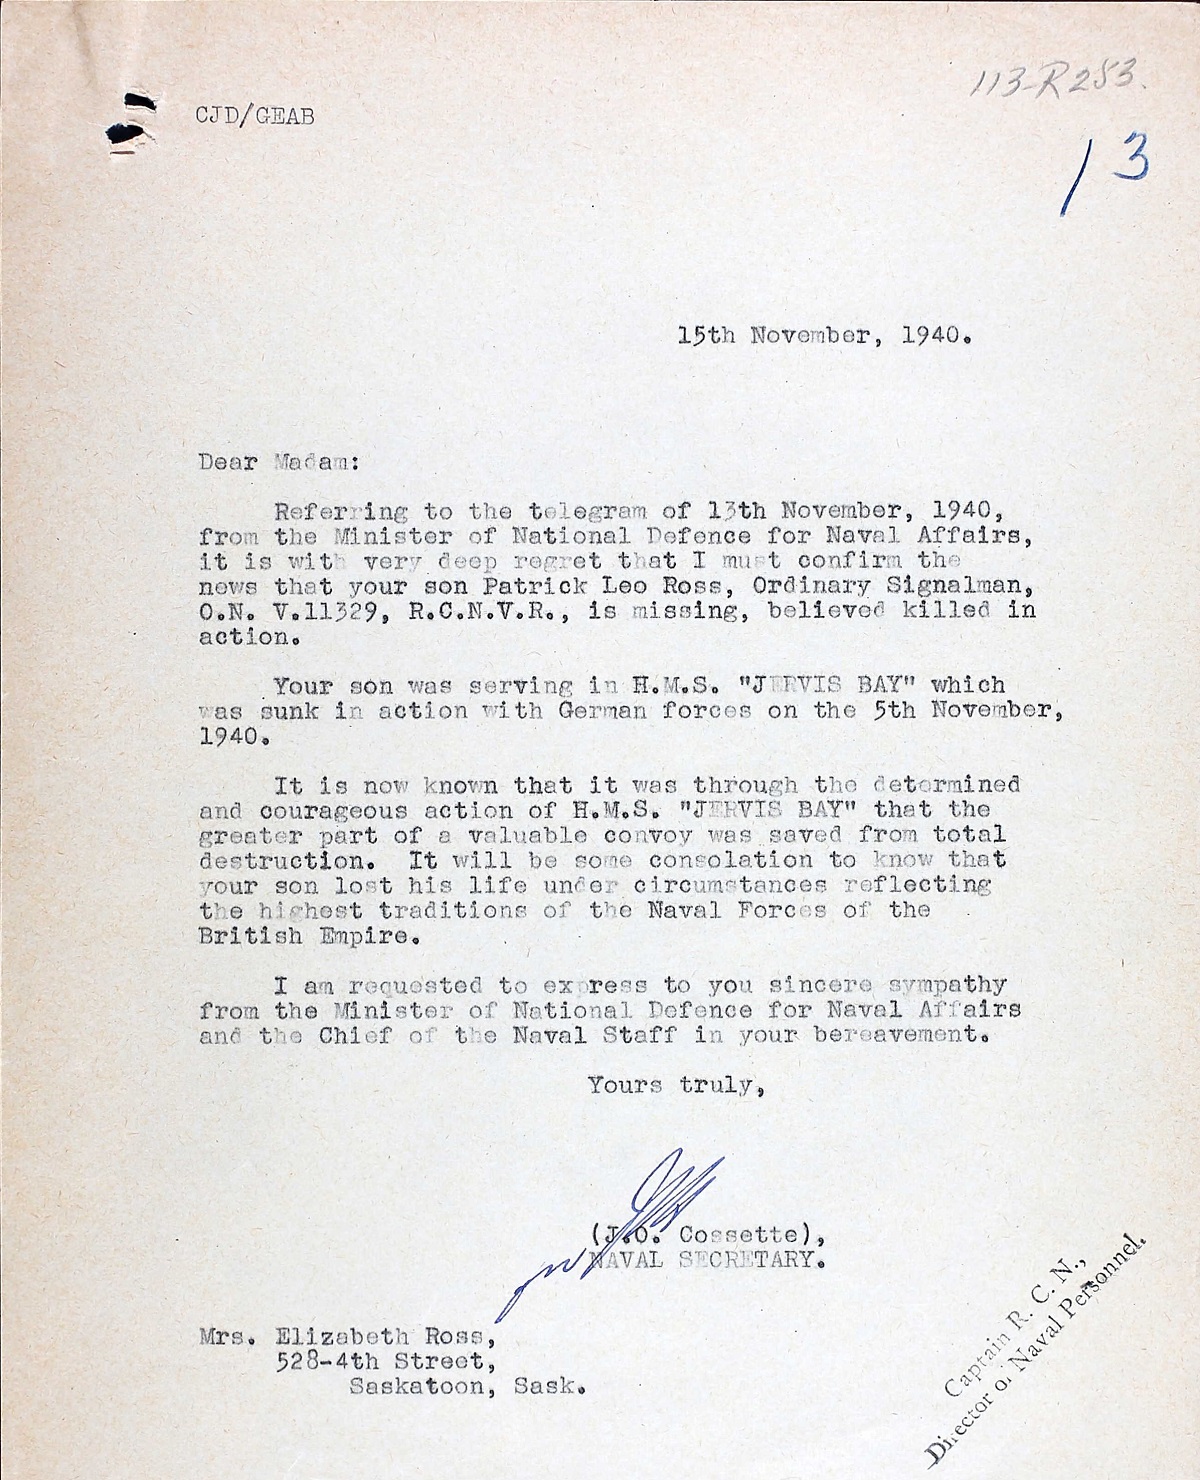 113-R253.
CJD/GEAB
13
15th November, 1940.
Dear Madam:
Referring to the telegram of 13th November, 1940,
from the Minister of National Defence for Naval Affairs,
it is with very deep regret that I must confirm the
news that your son Patrick Leo Ross, Ordinary Signalman,
O.N. V.11329, R.C.N.V.R., is missing, believed killed in
action.
Your son was serving in H.M.S. "JERVIS BAY" which
was sunk in action with German forces on the 5th November,
1940.
It is now known that it was through the determined
and courageous action of H.M.S. "JERVIS BAY" that the
greater part of a valuable convoy was saved from total
destruction. It will be some consolation to know that
your son lost his life under circumstances reflecting
the highest traditions of the Naval Forces of the
British Empire.
I am requested to express to you sincere sympathy
from the Minister of National Defence for Naval Affairs
and the Chief of the Naval Staff in your bereavement.
Yours truly,
(J.O. Cossette),
NAVAL SECRETARY.
Mrs. Elizabeth Ross,
528-4th Street,
Saskatoon, Sask.
Captain R. C. N.,
Director of Naval Personnel.